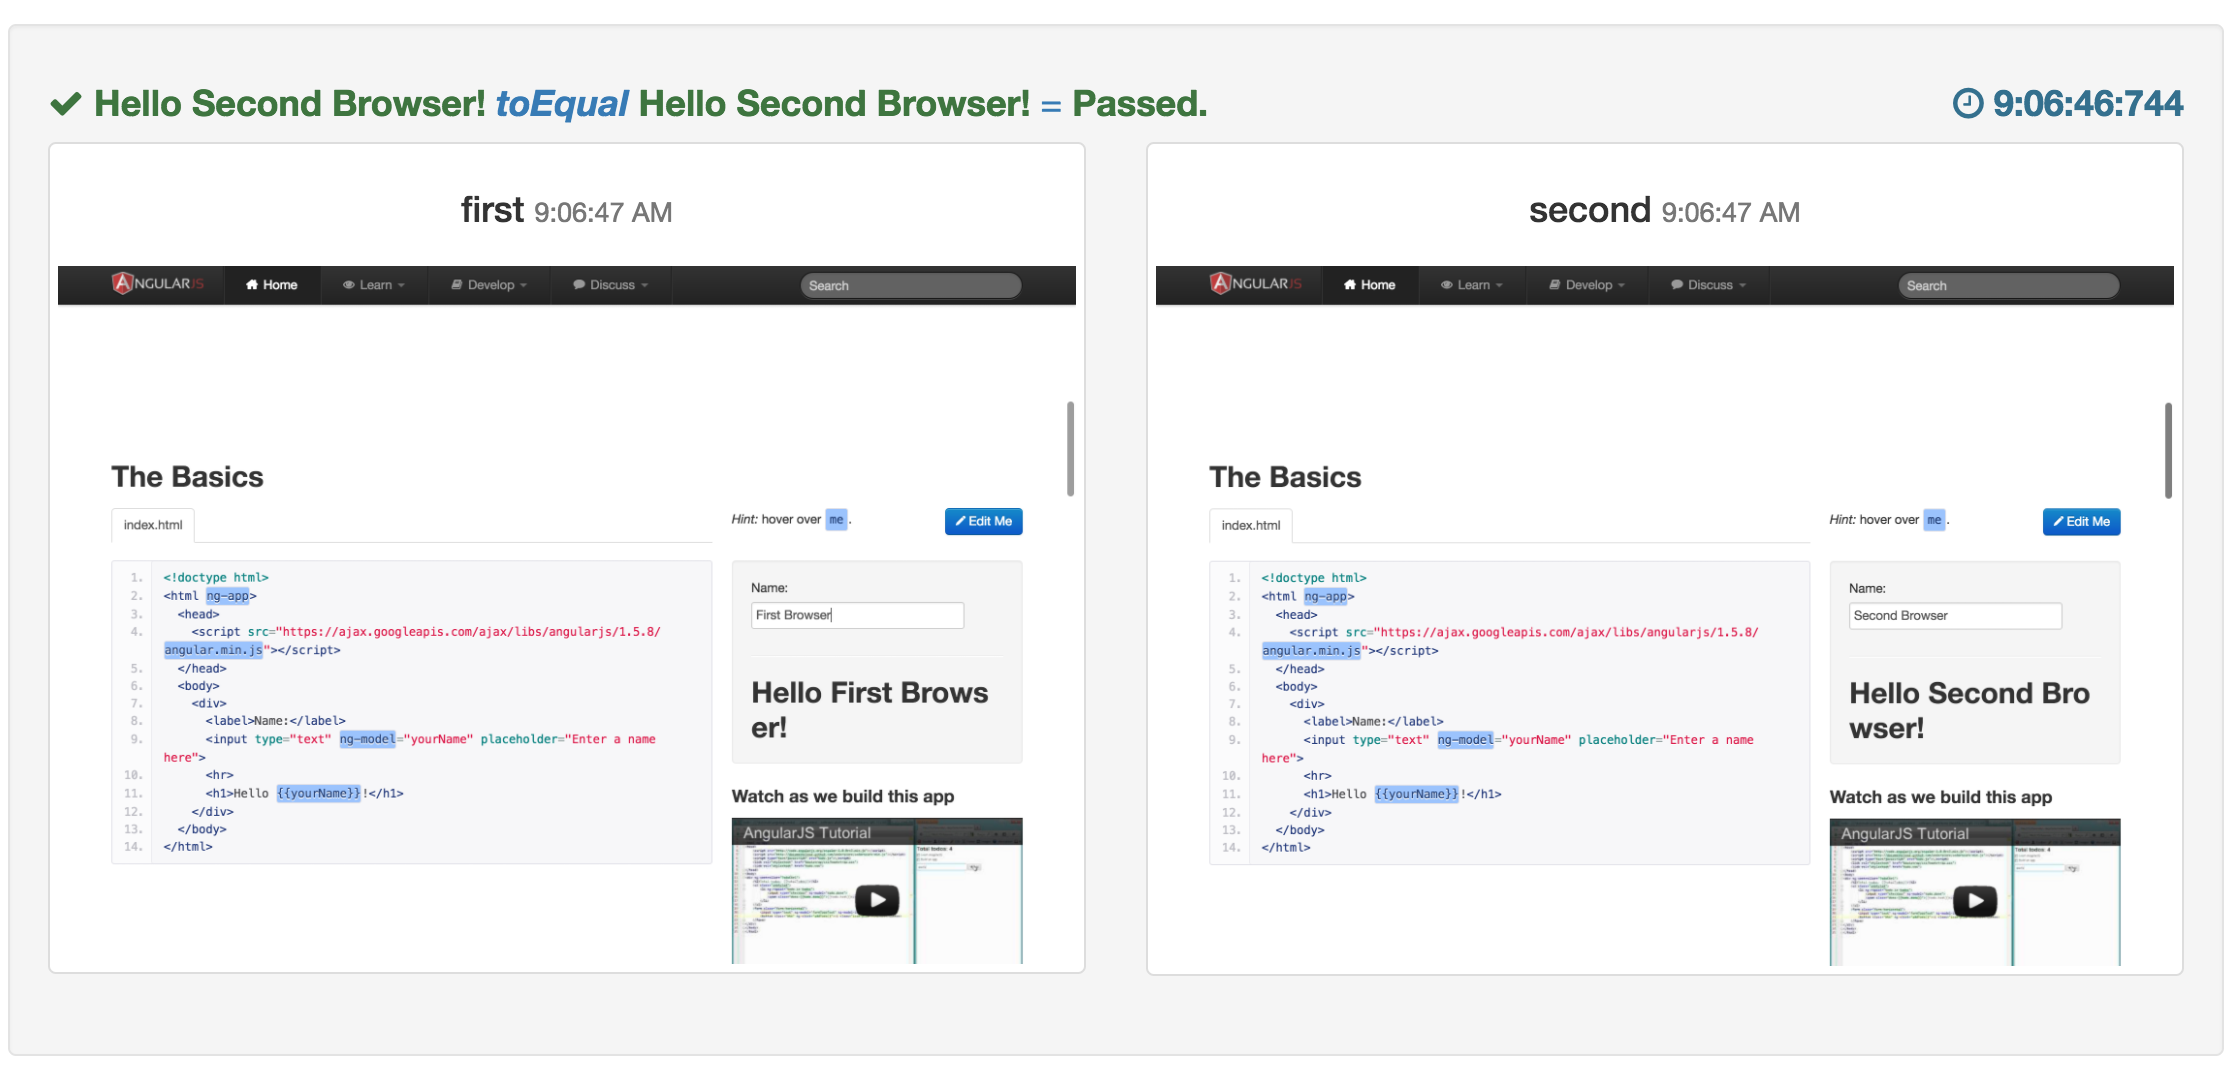 Hello Second Browser! toEqual Hello Second Browser! = Passed.
9:06:46:744
first 9:06:47 AM
ANGULARJS Home Learn Develop Discuss Search
The Basics
index.html
Hint: hover over me .
Edit Me
1. <!doctype html>
2. <html ng-app>
3. <head>
4. <script src="https://ajax.googleapis.com/ajax/libs/angularjs/1.5.8/
angular.min.js"></script>
5. </head>
6. <body>
7. <div>
8. <label>Name:</label>
9. <input type="text" ng-model="yourName" placeholder="Enter a name
here">
10. <hr>
11. <h1>Hello {{yourName}}!</h1>
12. </div>
13. </body>
14. </html>
Name:
First Browser
Hello First Brows
er!
Watch as we build this app
AngularJS Tutorial
second 9:06:47 AM
ANGULARJS Home Learn Develop Discuss Search
The Basics
index.html
Hint: hover over me .
Edit Me
1. <!doctype html>
2. <html ng-app>
3. <head>
4. <script src="https://ajax.googleapis.com/ajax/libs/angularjs/1.5.8/
angular.min.js"></script>
5. </head>
6. <body>
7. <div>
8. <label>Name:</label>
9. <input type="text" ng-model="yourName" placeholder="Enter a name
here">
10. <hr>
11. <h1>Hello {{yourName}}!</h1>
12. </div>
13. </body>
14. </html>
Name:
Second Browser
Hello Second Bro
wser!
Watch as we build this app
AngularJS Tutorial